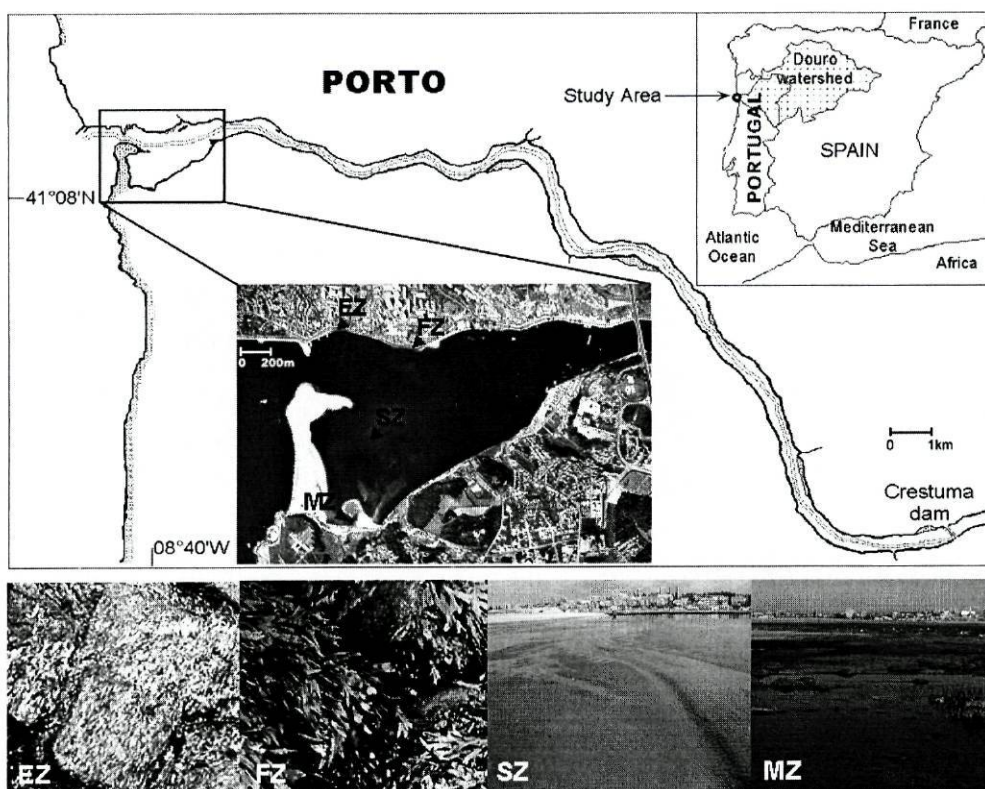 PORTO
France
Douro
watershed
Study Area
PORTUGAL
SPAIN
Atlantic
Ocean
Mediterranean
Sea
Africa
41°08'N
EZ
FZ
0 200m
SZ
MZ
0 1km
Crestuma
dam
08°40'W
EZ
FZ
SZ
MZ